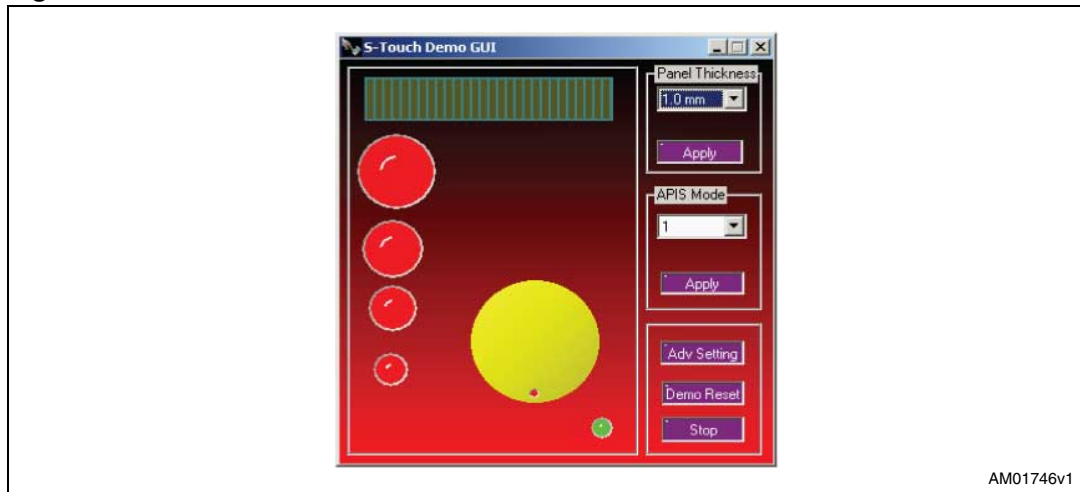 S-Touch Demo GUI
Panel Thickness
1.0 mm
Apply
APIS Mode
1
Apply
Adv Setting
Demo Reset
Stop
AM01746v1